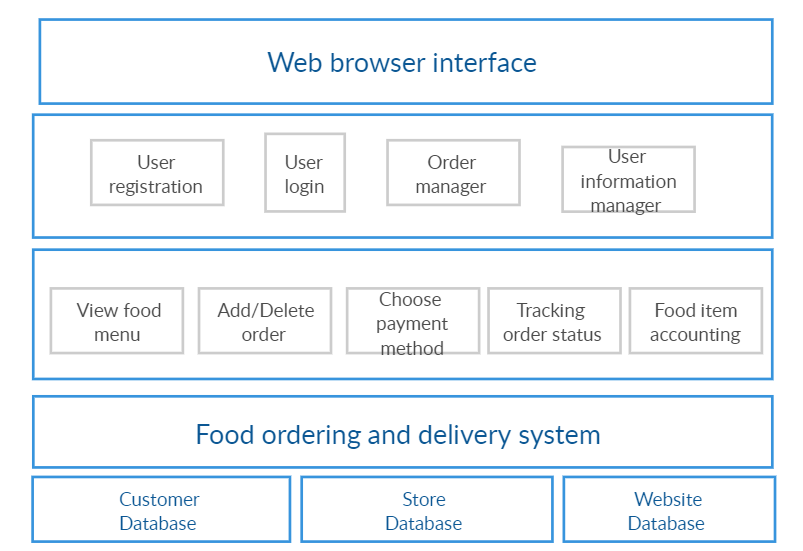 Web browser interface
User
registration
User
login
Order
manager
User
information
manager
View food
menu
Add/Delete
order
Choose
payment
method
Tracking
order status
Food item
accounting
Food ordering and delivery system
Customer
Database
Store
Database
Website
Database